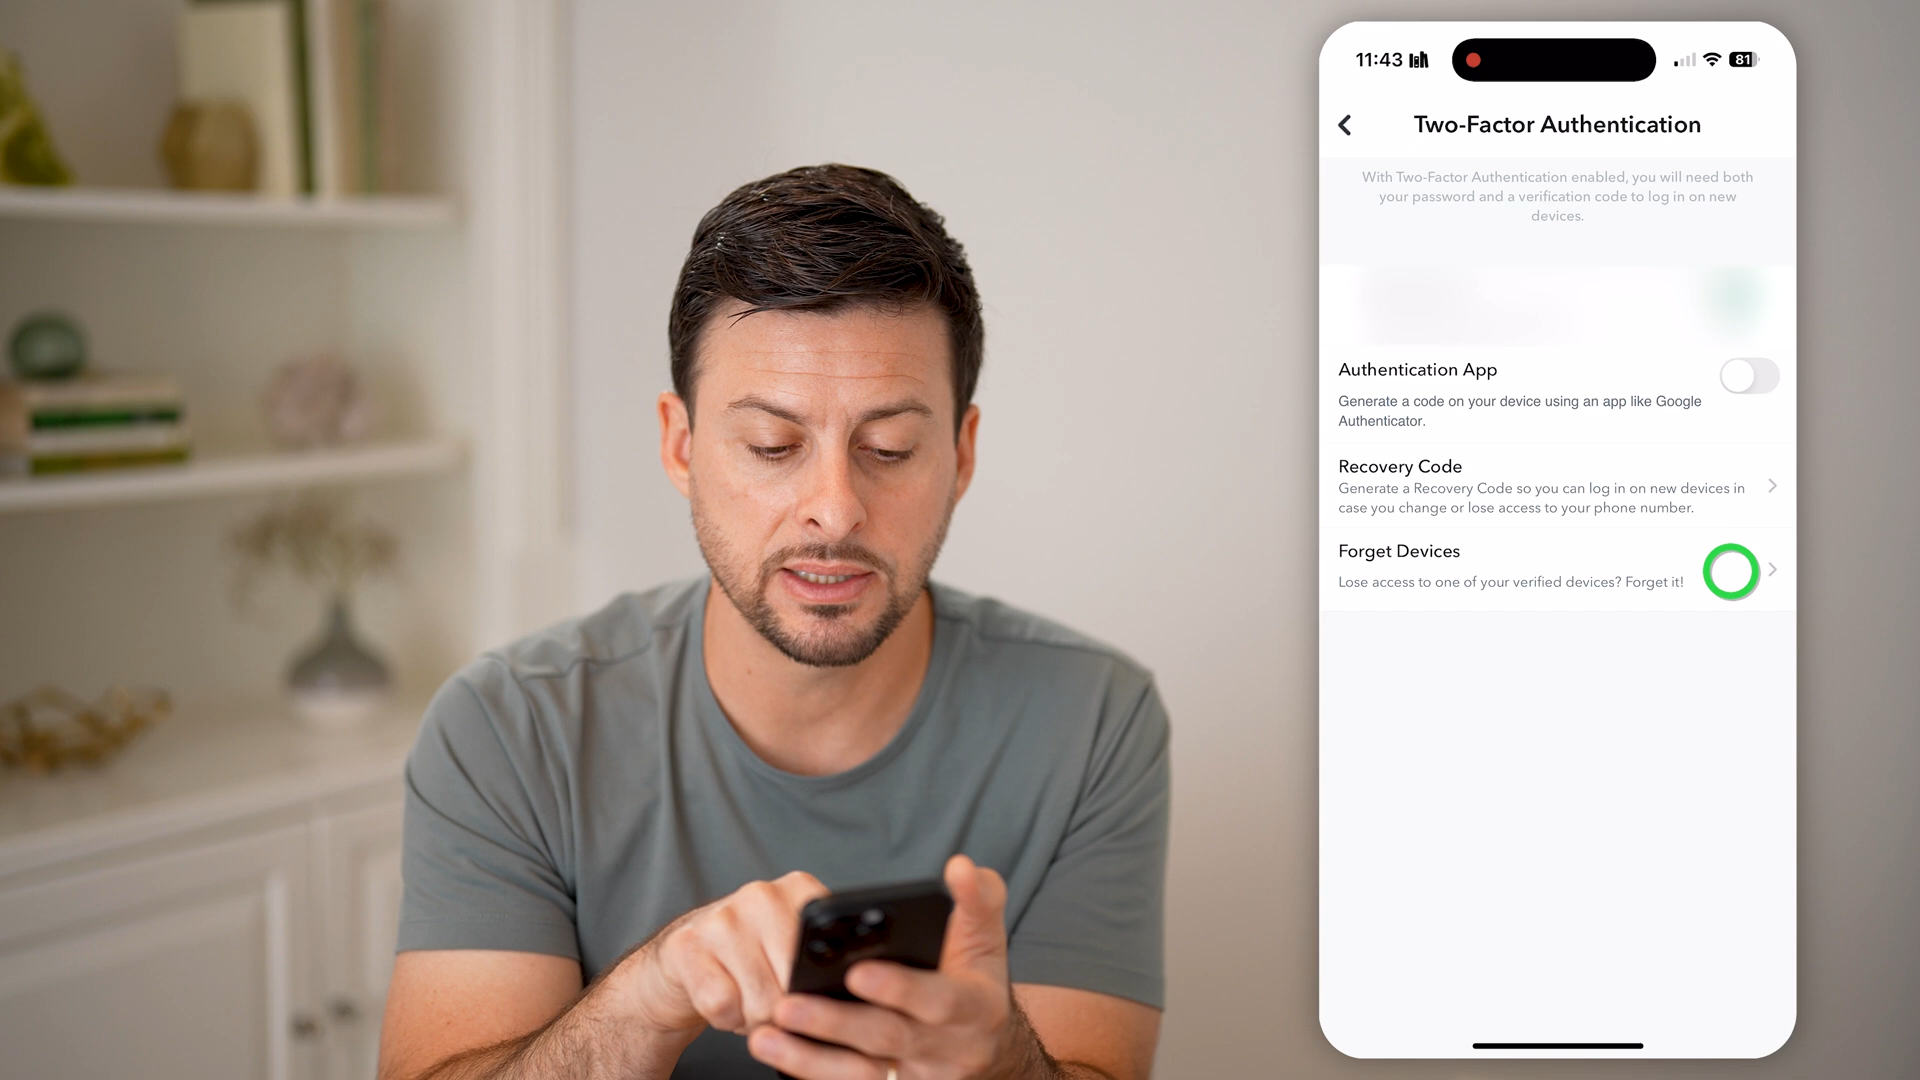 11:43
81
Two-Factor Authentication
With Two-Factor Authentication enabled, you will need both
your password and a verification code to log in on new
devices.
Authentication App
Generate a code on your device using an app like Google
Authenticator.
Recovery Code
Generate a Recovery Code so you can log in on new devices in
case you change or lose access to your phone number.
Forget Devices
Lose access to one of your verified devices? Forget it!